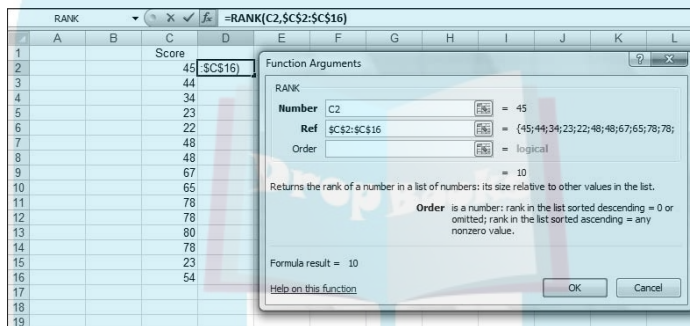 RANK =RANK(C2,$C$2:$C$16)
A B C D E F G H I J K L
1 Score
2 45 :$C$16)
3 44
4 34
5 23
6 22
7 48
8 48
9 67
10 65
11 78
12 78
13 80
14 78
15 23
16 54
17
18
19
Function Arguments
RANK
Number C2 = 45
Ref $C$2:$C$16 = {45;44;34;23;22;48;48;67;65;78;78;
Order = logical
= 10
Returns the rank of a number in a list of numbers: its size relative to other values in the list.
Order is a number: rank in the list sorted descending = 0 or
omitted; rank in the list sorted ascending = any
nonzero value.
Formula result = 10
Help on this function OK Cancel